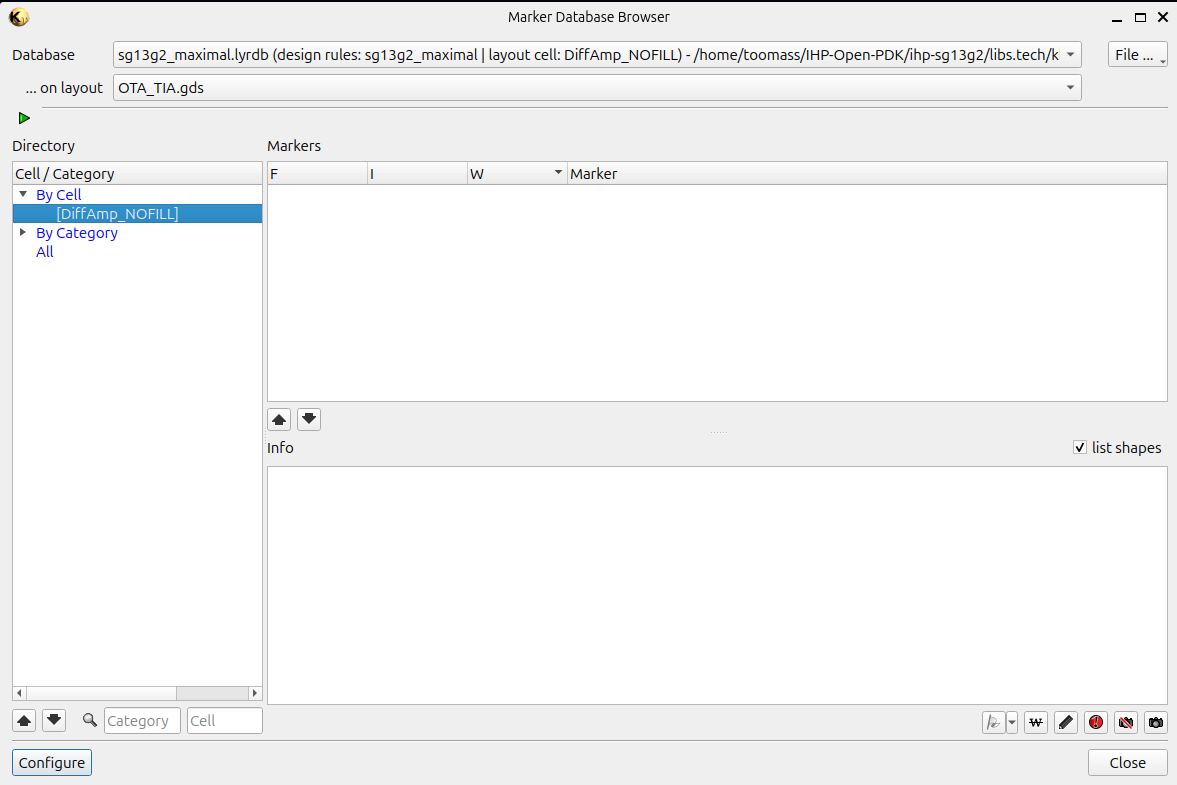 Marker Database Browser
Database
sg13g2_maximal.lyrdb (design rules: sg13g2_maximal | layout cell: DiffAmp_NOFILL) - /home/toomass/IHP-Open-PDK/ihp-sg13g2/libs.tech/k
File ...
... on layout
OTA_TIA.gds
Directory
Markers
Cell / Category
F I W Marker
By Cell
[DiffAmp_NOFILL]
By Category
All
Info
list shapes
Category
Cell
W
Configure
Close